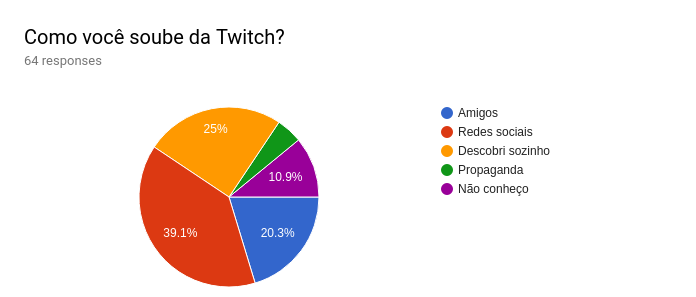 Como você soube da Twitch?
64 responses
Amigos
Redes sociais
Descobri sozinho
Propaganda
Não conheço
25%
10.9%
39.1%
20.3%